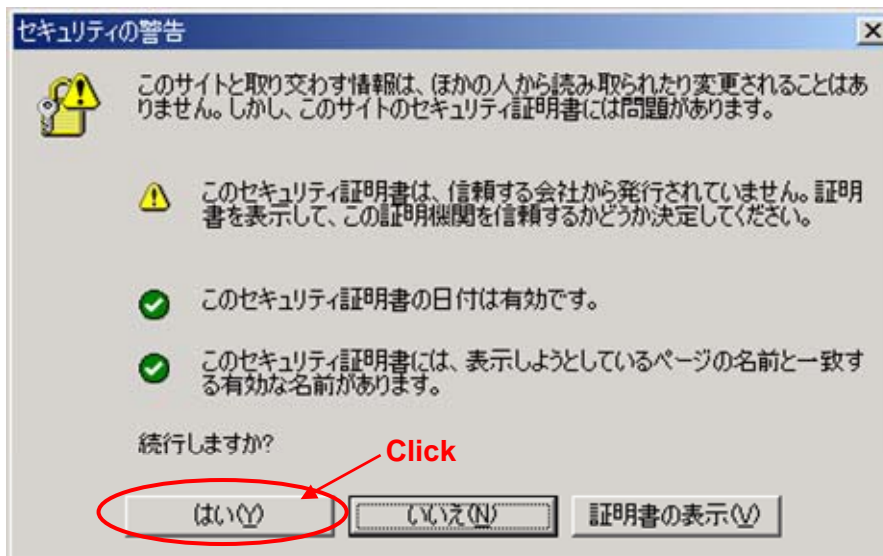 セキュリティの警告
このサイトと取り交わす情報は、ほかの人から読み取られたり変更されることはあ
りません。しかし、このサイトのセキュリティ証明書には問題があります。
このセキュリティ証明書は、信頼する会社から発行されていません。証明
書を表示して、この証明機関を信頼するかどうか決定してください。
このセキュリティ証明書の日付は有効です。
このセキュリティ証明書には、表示しようとしているページの名前と一致す
る有効な名前があります。
続行しますか?
Click
はい(Y)
いいえ(N)
証明書の表示(V)